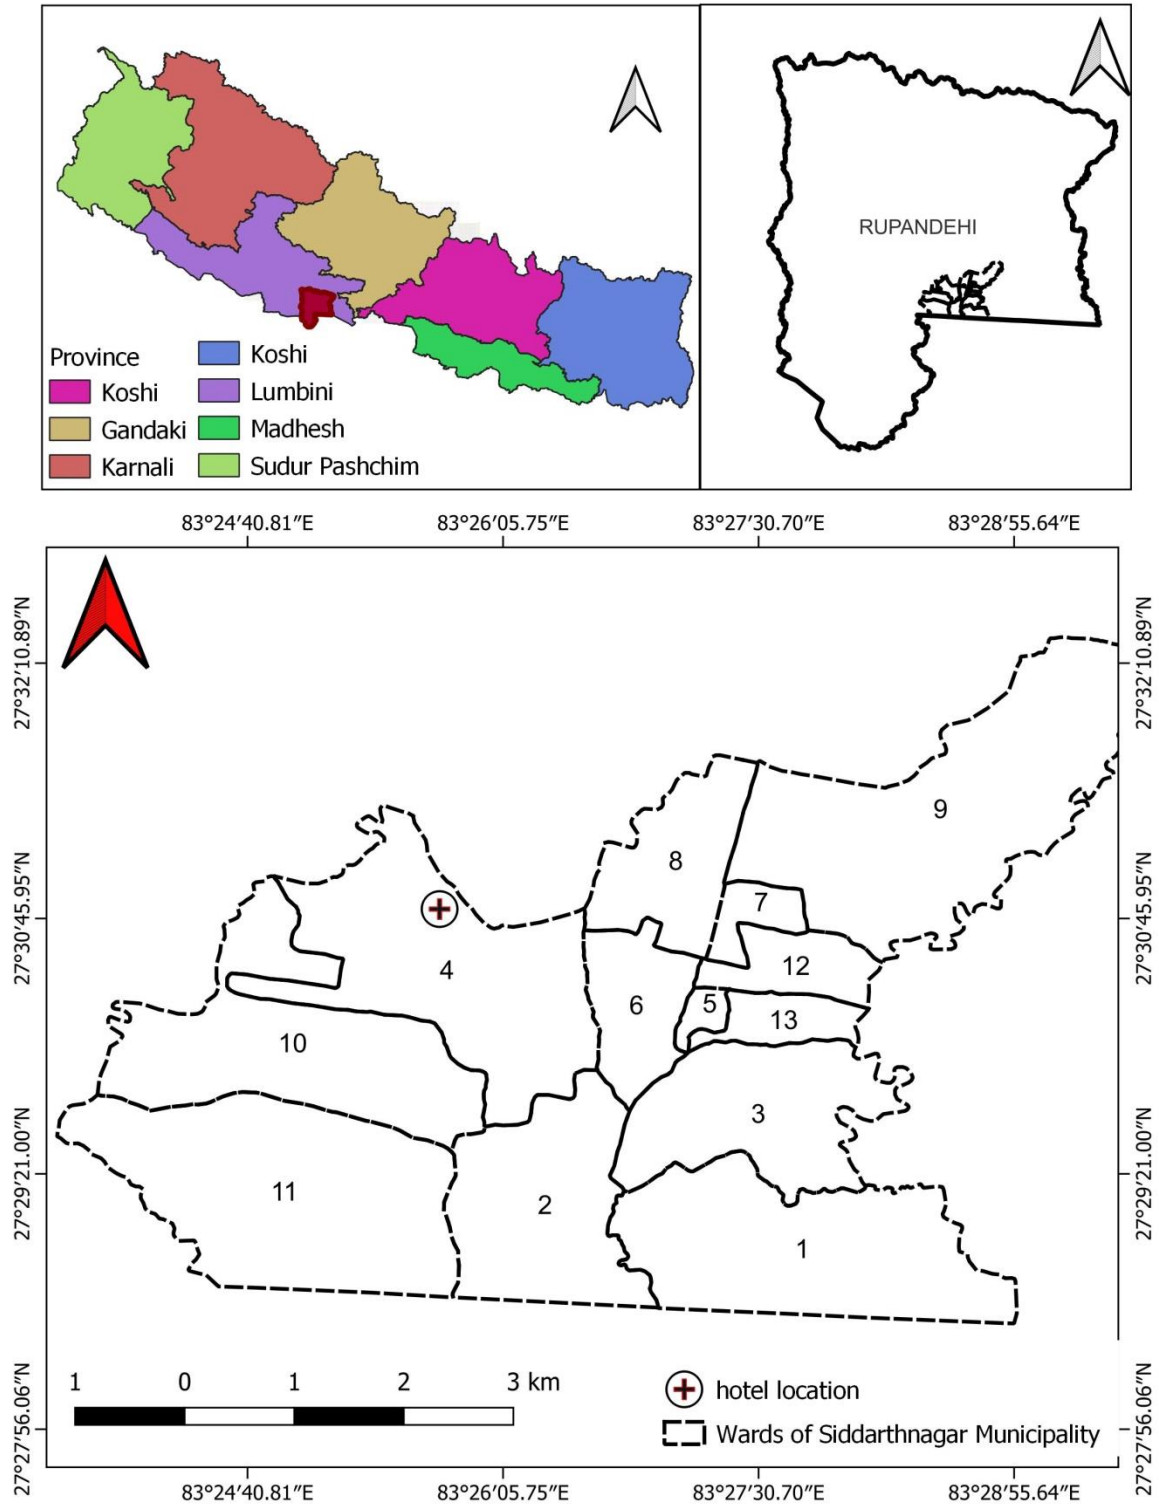 RUPANDEHI
Province
Koshi
Gandaki
Karnali
Koshi
Lumbini
Madhesh
Sudur Pashchim
83°24′40.81″E 83°26′05.75″E 83°27′30.70″E 83°28′55.64″E
27°32′10.89″N 27°32′10.89″N
9
8
7
27°30′45.95″N 27°30′45.95″N
4
12
6
5
13
10
3
27°29′21.00″N 27°29′21.00″N
11
2
1
1 0 1 2 3 km
hotel location
Wards of Siddarthnagar Municipality
27°27′56.06″N 27°27′56.06″N
83°24′40.81″E 83°26′05.75″E 83°27′30.70″E 83°28′55.64″E